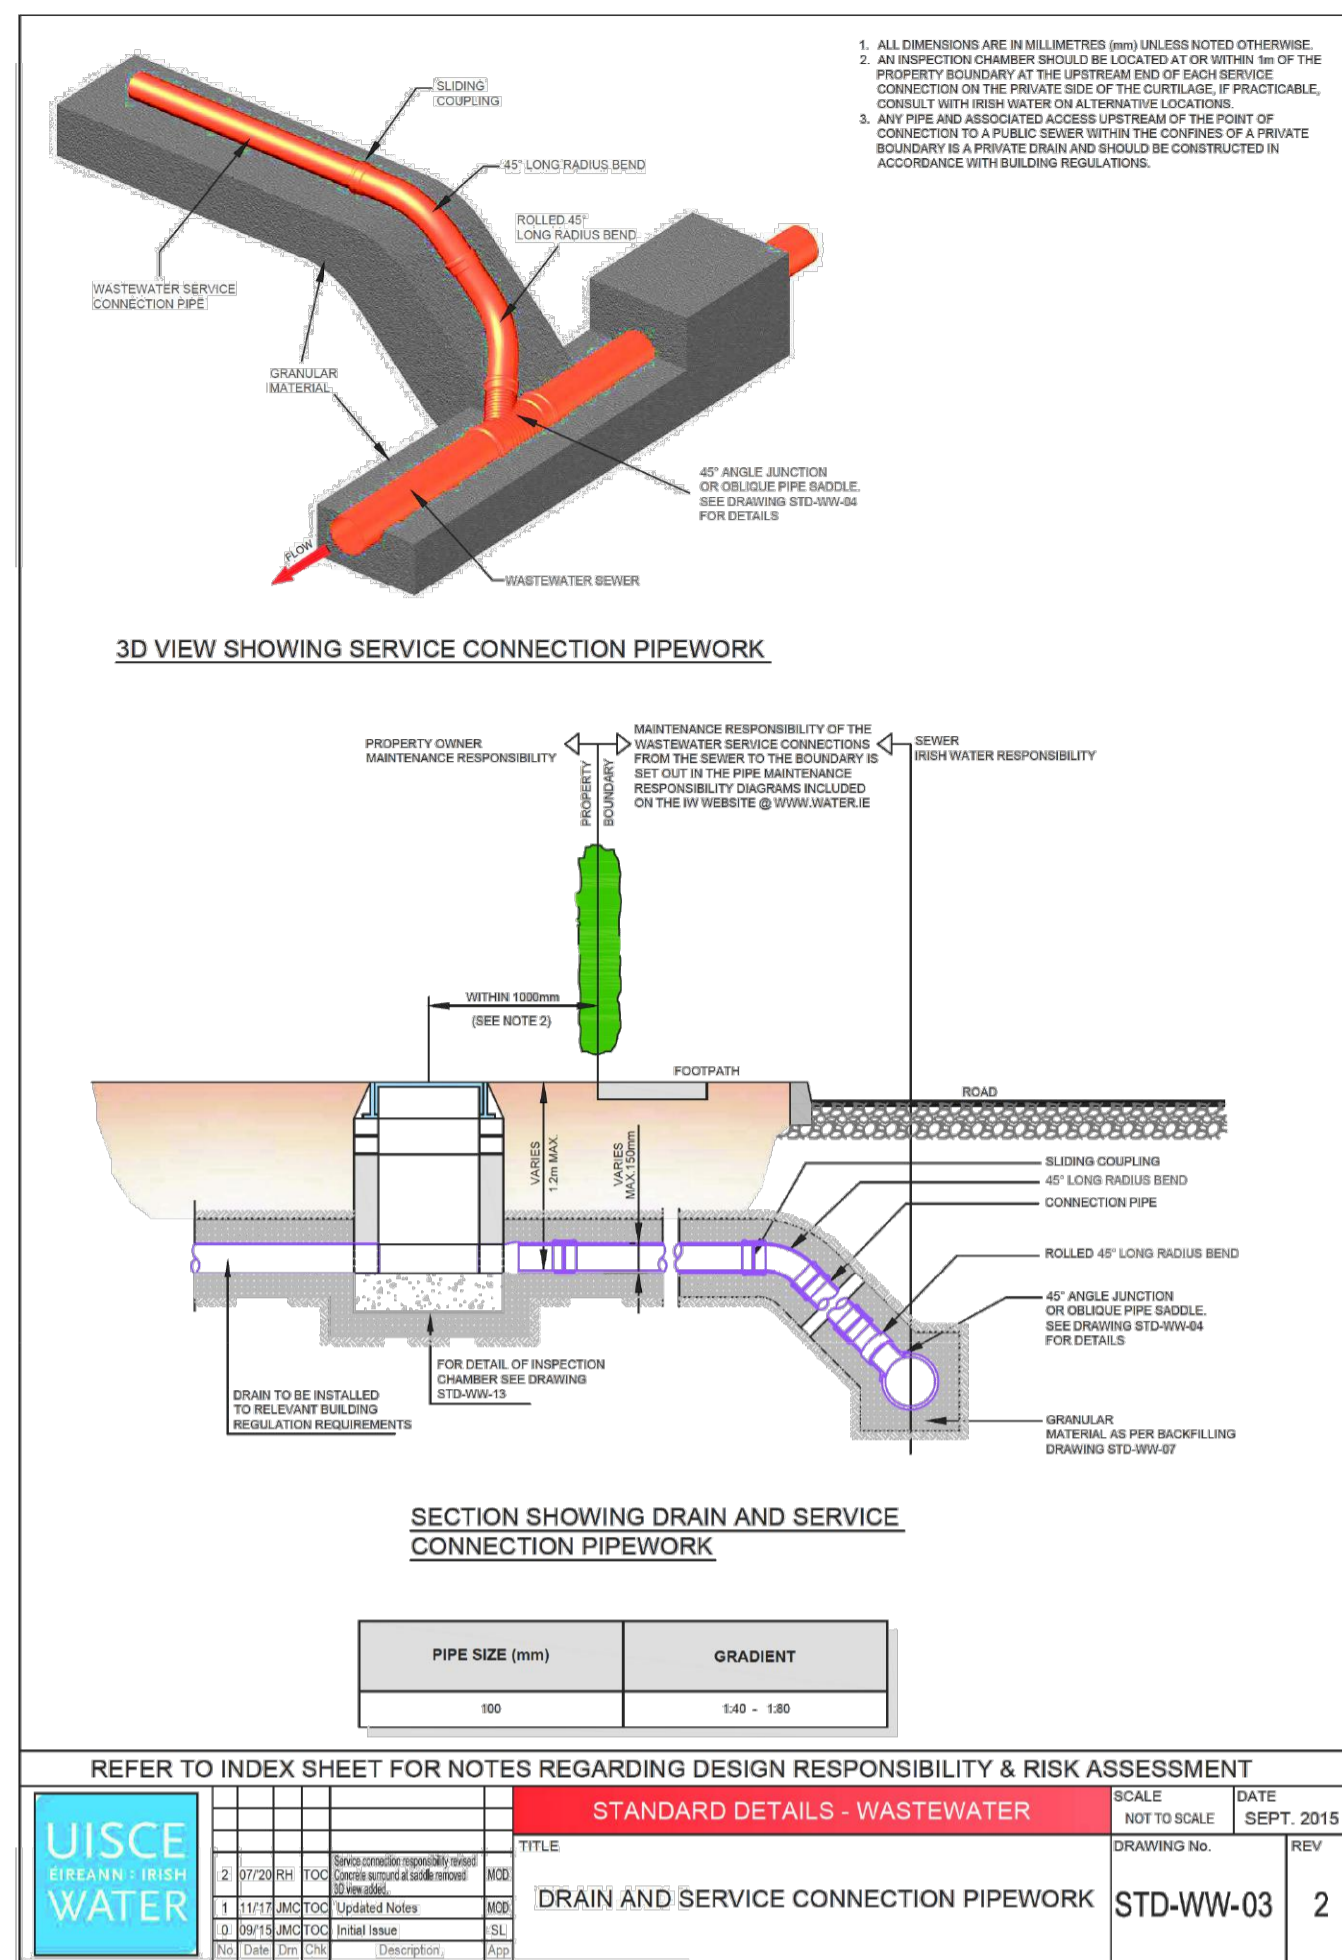 1. ALL DIMENSIONS ARE IN MILLIMETRES (mm) UNLESS NOTED OTHERWISE.
2. AN INSPECTION CHAMBER SHOULD BE LOCATED AT OR WITHIN 1m OF THE
PROPERTY BOUNDARY AT THE UPSTREAM END OF EACH SERVICE
CONNECTION ON THE PRIVATE SIDE OF THE CURTILAGE, IF PRACTICABLE,
CONSULT WITH IRISH WATER ON ALTERNATIVE LOCATIONS.
3. ANY PIPE AND ASSOCIATED ACCESS UPSTREAM OF THE POINT OF
CONNECTION TO A PUBLIC SEWER WITHIN THE CONFINES OF A PRIVATE
BOUNDARY IS A PRIVATE DRAIN AND SHOULD BE CONSTRUCTED IN
ACCORDANCE WITH BUILDING REGULATIONS.
SLIDING
COUPLING
45° LONG RADIUS BEND
ROLLED 45°
LONG RADIUS BEND
WASTEWATER SERVICE
CONNECTION PIPE
GRANULAR
MATERIAL
45° ANGLE JUNCTION
OR OBLIQUE PIPE SADDLE.
SEE DRAWING STD-WW-04
FOR DETAILS
FLOW
WASTEWATER SEWER
3D VIEW SHOWING SERVICE CONNECTION PIPEWORK
PROPERTY OWNER
MAINTENANCE RESPONSIBILITY
PROPERTY
BOUNDARY
MAINTENANCE RESPONSIBILITY OF THE
WASTEWATER SERVICE CONNECTIONS
FROM THE SEWER TO THE BOUNDARY IS
SET OUT IN THE PIPE MAINTENANCE
RESPONSIBILITY DIAGRAMS INCLUDED
ON THE IW WEBSITE @ WWW.WATER.IE
SEWER
IRISH WATER RESPONSIBILITY
WITHIN 1000mm
(SEE NOTE 2)
FOOTPATH
ROAD
VARIES
1.2m MAX.
VARIES
MAX.150mm
SLIDING COUPLING
45° LONG RADIUS BEND
CONNECTION PIPE
ROLLED 45° LONG RADIUS BEND
45° ANGLE JUNCTION
OR OBLIQUE PIPE SADDLE.
SEE DRAWING STD-WW-04
FOR DETAILS
GRANULAR
MATERIAL AS PER BACKFILLING
DRAWING STD-WW-07
FOR DETAIL OF INSPECTION
CHAMBER SEE DRAWING
STD-WW-13
DRAIN TO BE INSTALLED
TO RELEVANT BUILDING
REGULATION REQUIREMENTS
SECTION SHOWING DRAIN AND SERVICE
CONNECTION PIPEWORK
PIPE SIZE (mm) GRADIENT
100 1:40 - 1:80
REFER TO INDEX SHEET FOR NOTES REGARDING DESIGN RESPONSIBILITY & RISK ASSESSMENT
UISCE
ÉIREANN : IRISH
WATER
2 07/'20 RH TOC Service connection responsibility revised. Concrete surround at saddle removed 3D view added. MOD
1 11/'17 JMC TOC Updated Notes MOD
0 09/'15 JMC TOC Initial Issue SL
No. Date Drn Chk Description. App
STANDARD DETAILS - WASTEWATER
TITLE
DRAIN AND SERVICE CONNECTION PIPEWORK
SCALE
NOT TO SCALE
DATE
SEPT. 2015
DRAWING No.
STD-WW-03
REV
2